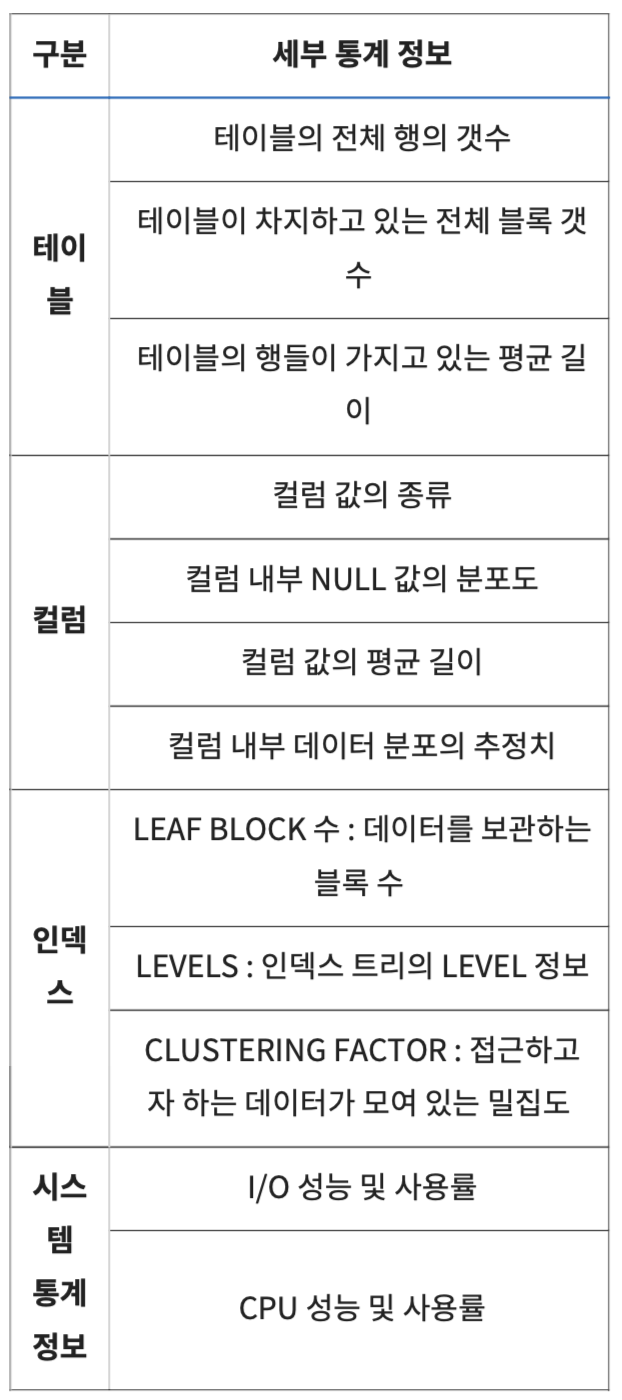 구분
세부 통계 정보
테이
블
테이블의 전체 행의 갯수
테이블이 차지하고 있는 전체 블록 갯
수
테이블의 행들이 가지고 있는 평균 길
이
컬럼
컬럼 값의 종류
컬럼 내부 NULL 값의 분포도
컬럼 값의 평균 길이
컬럼 내부 데이터 분포의 추정치
인덱
스
LEAF BLOCK 수 : 데이터를 보관하는
블록 수
LEVELS : 인덱스 트리의 LEVEL 정보
CLUSTERING FACTOR : 접근하고
자 하는 데이터가 모여 있는 밀집도
시스
템
통계
정보
I/O 성능 및 사용률
CPU 성능 및 사용률